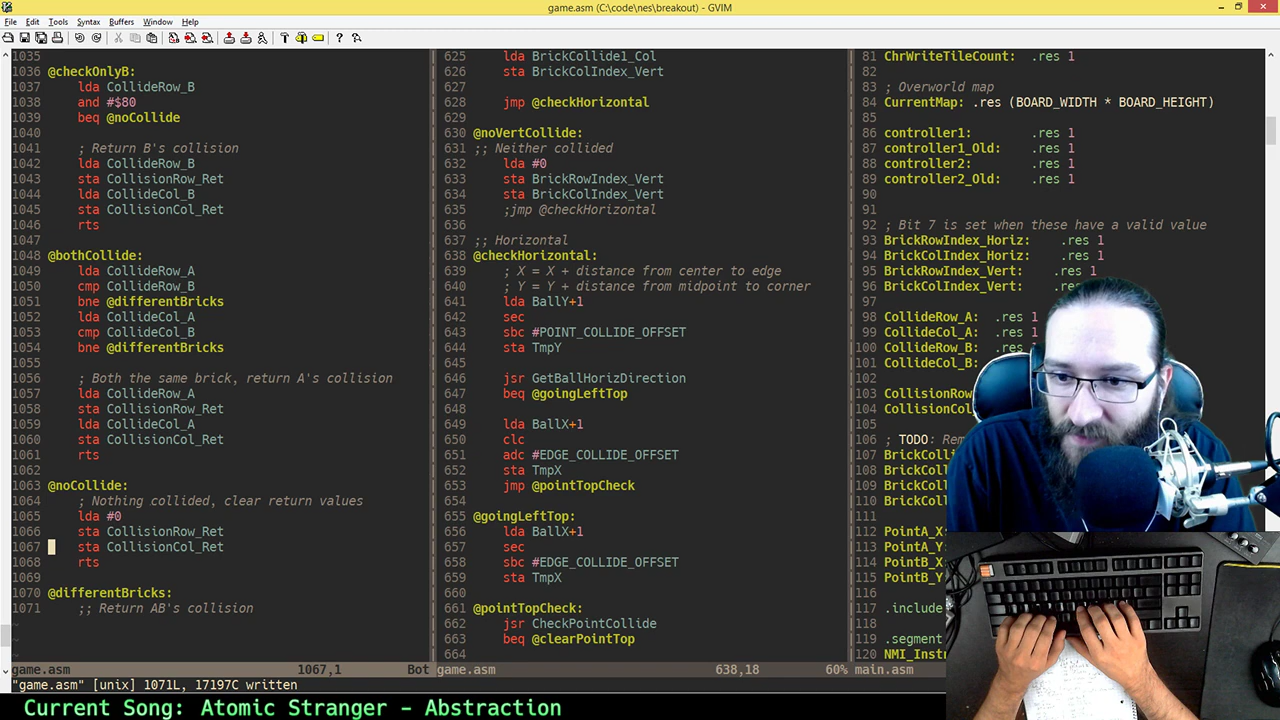 game.asm (C:\code\nes\breakout) - GVIM
File Edit Tools Syntax Buffers Window Help
1035
1036 @checkOnlyB:
1037 lda CollideRow_B
1038 and #$80
1039 beq @noCollide
1040
1041 ; Return B's collision
1042 lda CollideRow_B
1043 sta CollisionRow_Ret
1044 lda CollideCol_B
1045 sta CollisionCol_Ret
1046 rts
1047
1048 @bothCollide:
1049 lda CollideRow_A
1050 cmp CollideRow_B
1051 bne @differentBricks
1052 lda CollideCol_A
1053 cmp CollideCol_B
1054 bne @differentBricks
1055
1056 ; Both the same brick, return A's collision
1057 lda CollideRow_A
1058 sta CollisionRow_Ret
1059 lda CollideCol_A
1060 sta CollisionCol_Ret
1061 rts
1062
1063 @noCollide:
1064 ; Nothing collided, clear return values
1065 lda #0
1066 sta CollisionRow_Ret
1067 sta CollisionCol_Ret
1068 rts
1069
1070 @differentBricks:
1071 ;; Return AB's collision
~
~
~
game.asm 1067,1 Bot
625 lda BrickCollide1_Col
626 sta BrickColIndex_Vert
627
628 jmp @checkHorizontal
629
630 @noVertCollide:
631 ;; Neither collided
632 lda #0
633 sta BrickRowIndex_Vert
634 sta BrickColIndex_Vert
635 ;jmp @checkHorizontal
636
637 ;; Horizontal
638 @checkHorizontal:
639 ; X = X + distance from center to edge
640 ; Y = Y + distance from midpoint to corner
641 lda BallY+1
642 sec
643 sbc #POINT_COLLIDE_OFFSET
644 sta TmpY
645
646 jsr GetBallHorizDirection
647 beq @goingLeftTop
648
649 lda BallX+1
650 clc
651 adc #EDGE_COLLIDE_OFFSET
652 sta TmpX
653 jmp @pointTopCheck
654
655 @goingLeftTop:
656 lda BallX+1
657 sec
658 sbc #EDGE_COLLIDE_OFFSET
659 sta TmpX
660
661 @pointTopCheck:
662 jsr CheckPointCollide
663 beq @clearPointTop
664
game.asm 638,18 60%
81 ChrWriteTileCount: .res 1
82
83 ; Overworld map
84 CurrentMap: .res (BOARD_WIDTH * BOARD_HEIGHT)
85
86 controller1: .res 1
87 controller1_Old: .res 1
88 controller2: .res 1
89 controller2_Old: .res 1
90
91
92 ; Bit 7 is set when these have a valid value
93 BrickRowIndex_Horiz: .res 1
94 BrickColIndex_Horiz: .res 1
95 BrickRowIndex_Vert: .res 1
96 BrickColIndex_Vert: .res
97
98 CollideRow_A: .res 1
99 CollideCol_A: .res 1
100 CollideRow_B: .res
101 CollideCol_B:
102
103 CollisionRow
104 CollisionCol
105
106 ; TODO: Rem
107 BrickColli
108 BrickColli
109 BrickColl
110 BrickColl
111
112 PointA_X
113 PointA_Y
114 PointB_X
115 PointB_Y
116
117 .include
118
119 .segment
120 NMI_Instr
main.asm
"game.asm" [unix] 1071L, 17197C written
Current Song: Atomic Stranger - Abstraction